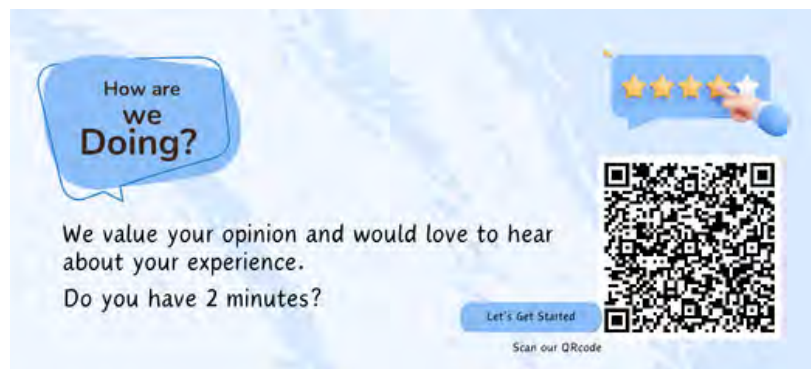 How are
we
Doing?
We value your opinion and would love to hear
about your experience.
Do you have 2 minutes?
Let's Get Started
Scan our QRcode